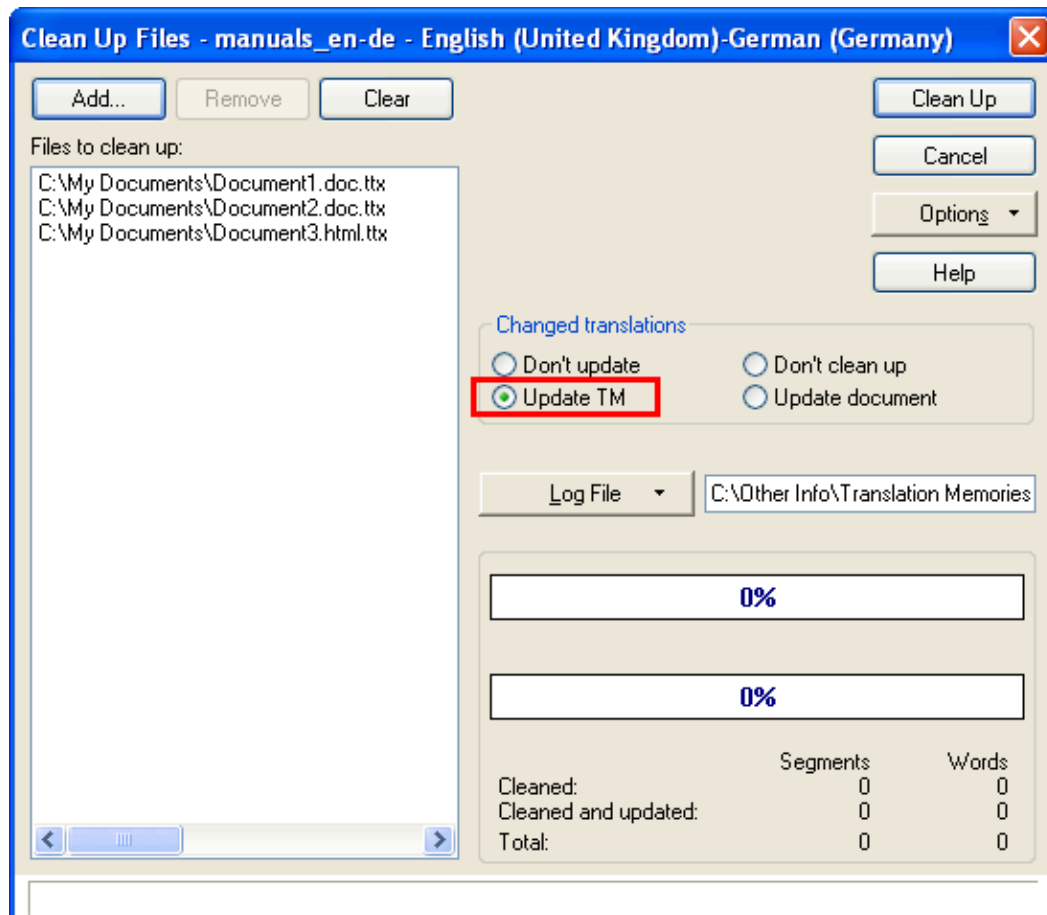 Clean Up Files - manuals_en-de - English (United Kingdom)-German (Germany)
Add... Remove Clear Clean Up
Files to clean up:
Cancel
C:\My Documents\Document1.doc.ttx
C:\My Documents\Document2.doc.ttx
C:\My Documents\Document3.html.ttx
Options
Help
Changed translations
Don't update Don't clean up
Update TM Update document
Log File C:\Other Info\Translation Memories
0%
0%
Segments Words
Cleaned: 0 0
Cleaned and updated: 0 0
Total: 0 0